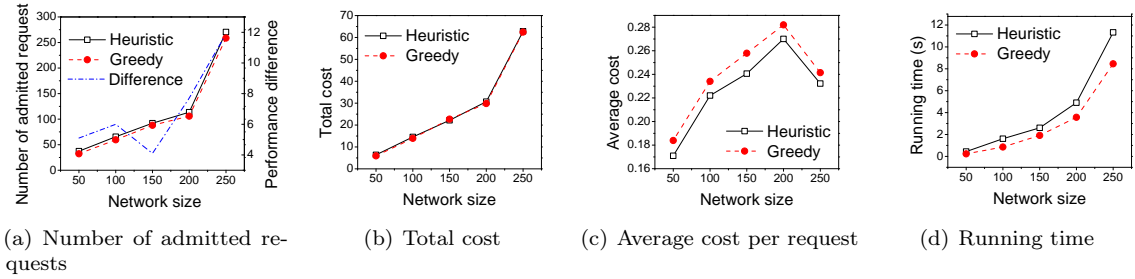 Number of admitted request
300
250
200
150
100
50
0
50 100 150 200 250
Network size
12
10
8
6
4
Performance difference
Heuristic
Greedy
Difference
(a) Number of admitted re-
quests
Total cost
70
60
50
40
30
20
10
0
50 100 150 200 250
Network size
Heuristic
Greedy
(b) Total cost
Average cost
0.28
0.26
0.24
0.22
0.20
0.18
0.16
50 100 150 200 250
Network size
Heuristic
Greedy
(c) Average cost per request
Running time (s)
12
10
8
6
4
2
0
50 100 150 200 250
Network size
Heuristic
Greedy
(d) Running time